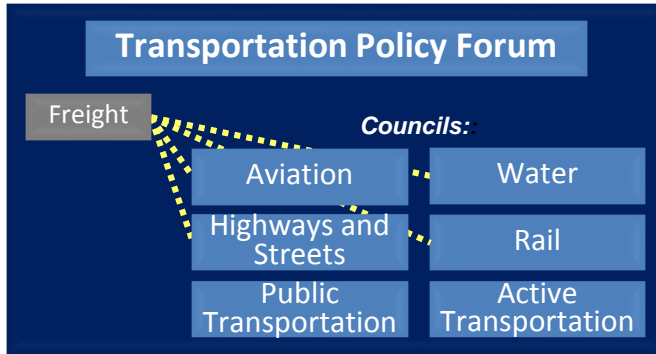 Transportation Policy Forum
Freight
Councils::
Aviation
Water
Highways and
Streets
Rail
Public
Transportation
Active
Transportation